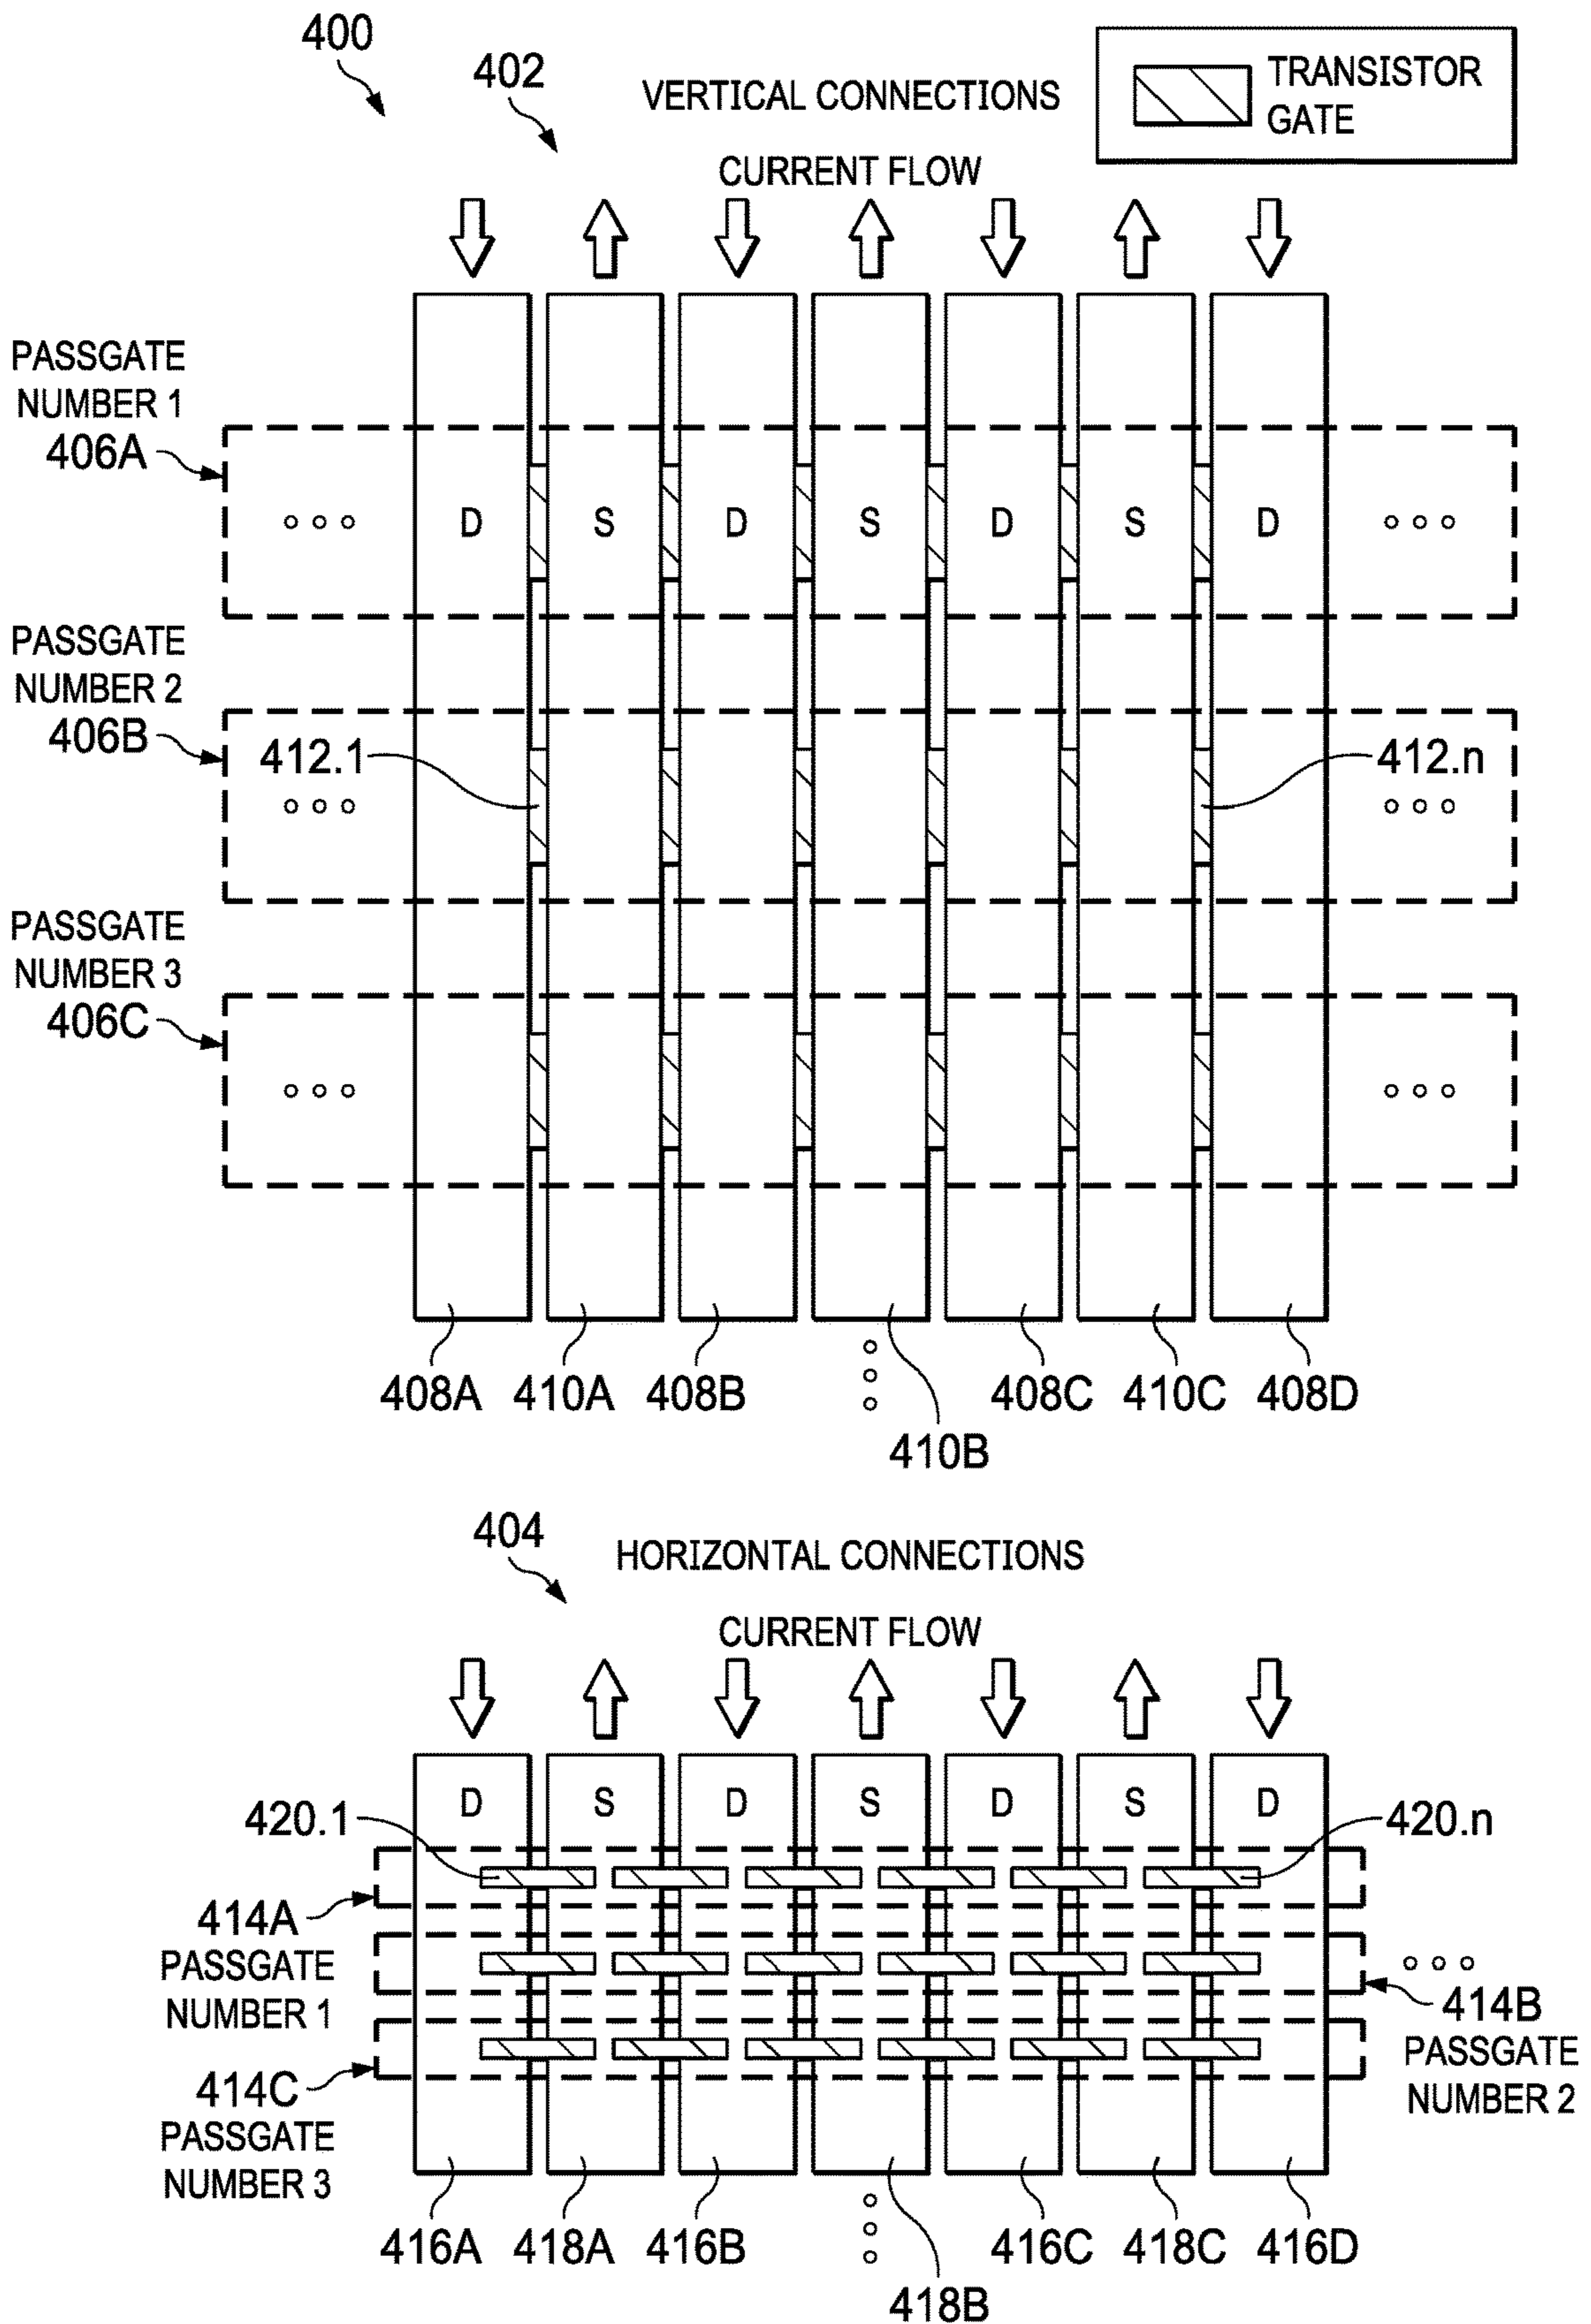 400
402
VERTICAL CONNECTIONS
TRANSISTOR
GATE
CURRENT FLOW
PASSGATE
NUMBER 1
406A
D S D S D S D
PASSGATE
NUMBER 2
406B
412.1
412.n
PASSGATE
NUMBER 3
406C
408A 410A 408B 408C 410C 408D
410B
404
HORIZONTAL CONNECTIONS
CURRENT FLOW
D S D S D S D
420.1
420.n
414A
PASSGATE
NUMBER 1
414B
PASSGATE
NUMBER 2
414C
PASSGATE
NUMBER 3
416A 418A 416B 416C 418C 416D
418B